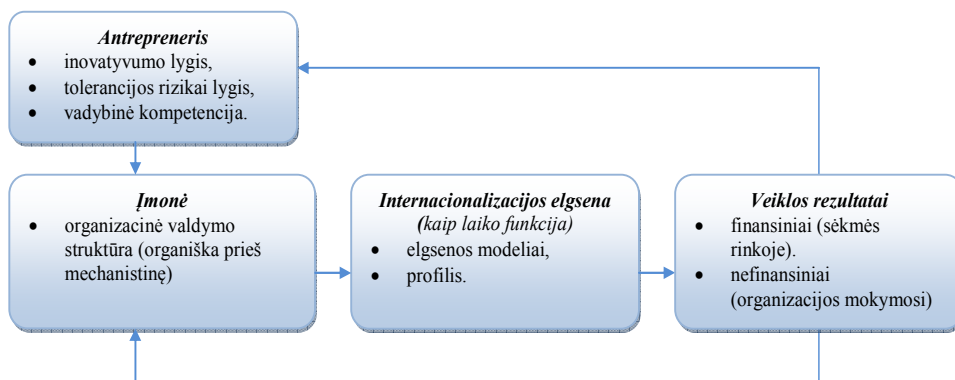 Antrepreneris
• inovatyvumo lygis,
• tolerancijos rizikai lygis,
• vadybinė kompetencija.
Įmonė
• organizacinė valdymo
struktūra (organiška prieš
mechanistinę)
Internacionalizacijos elgsena
(kaip laiko funkcija)
• elgsenos modeliai,
• profilis.
Veiklos rezultatai
• finansiniai (sėkmės
rinkoje).
• nefinansiniai
(organizacijos mokymosi)